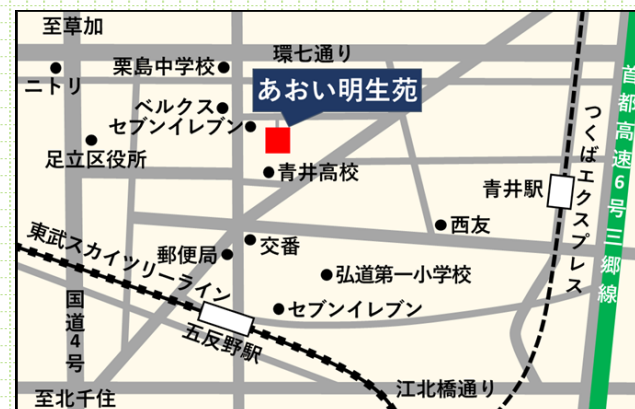 至草加
環七通り
栗島中学校
ニトリ
あおい明生苑
ベルクス
セブンイレブン
足立区役所
青井高校
首都高速6号三郷線
つくばエクスプレス
青井駅
西友
東武スカイツリーライン
郵便局
交番
弘道第一小学校
セブンイレブン
国道4号
五反野駅
江北橋通り
至北千住